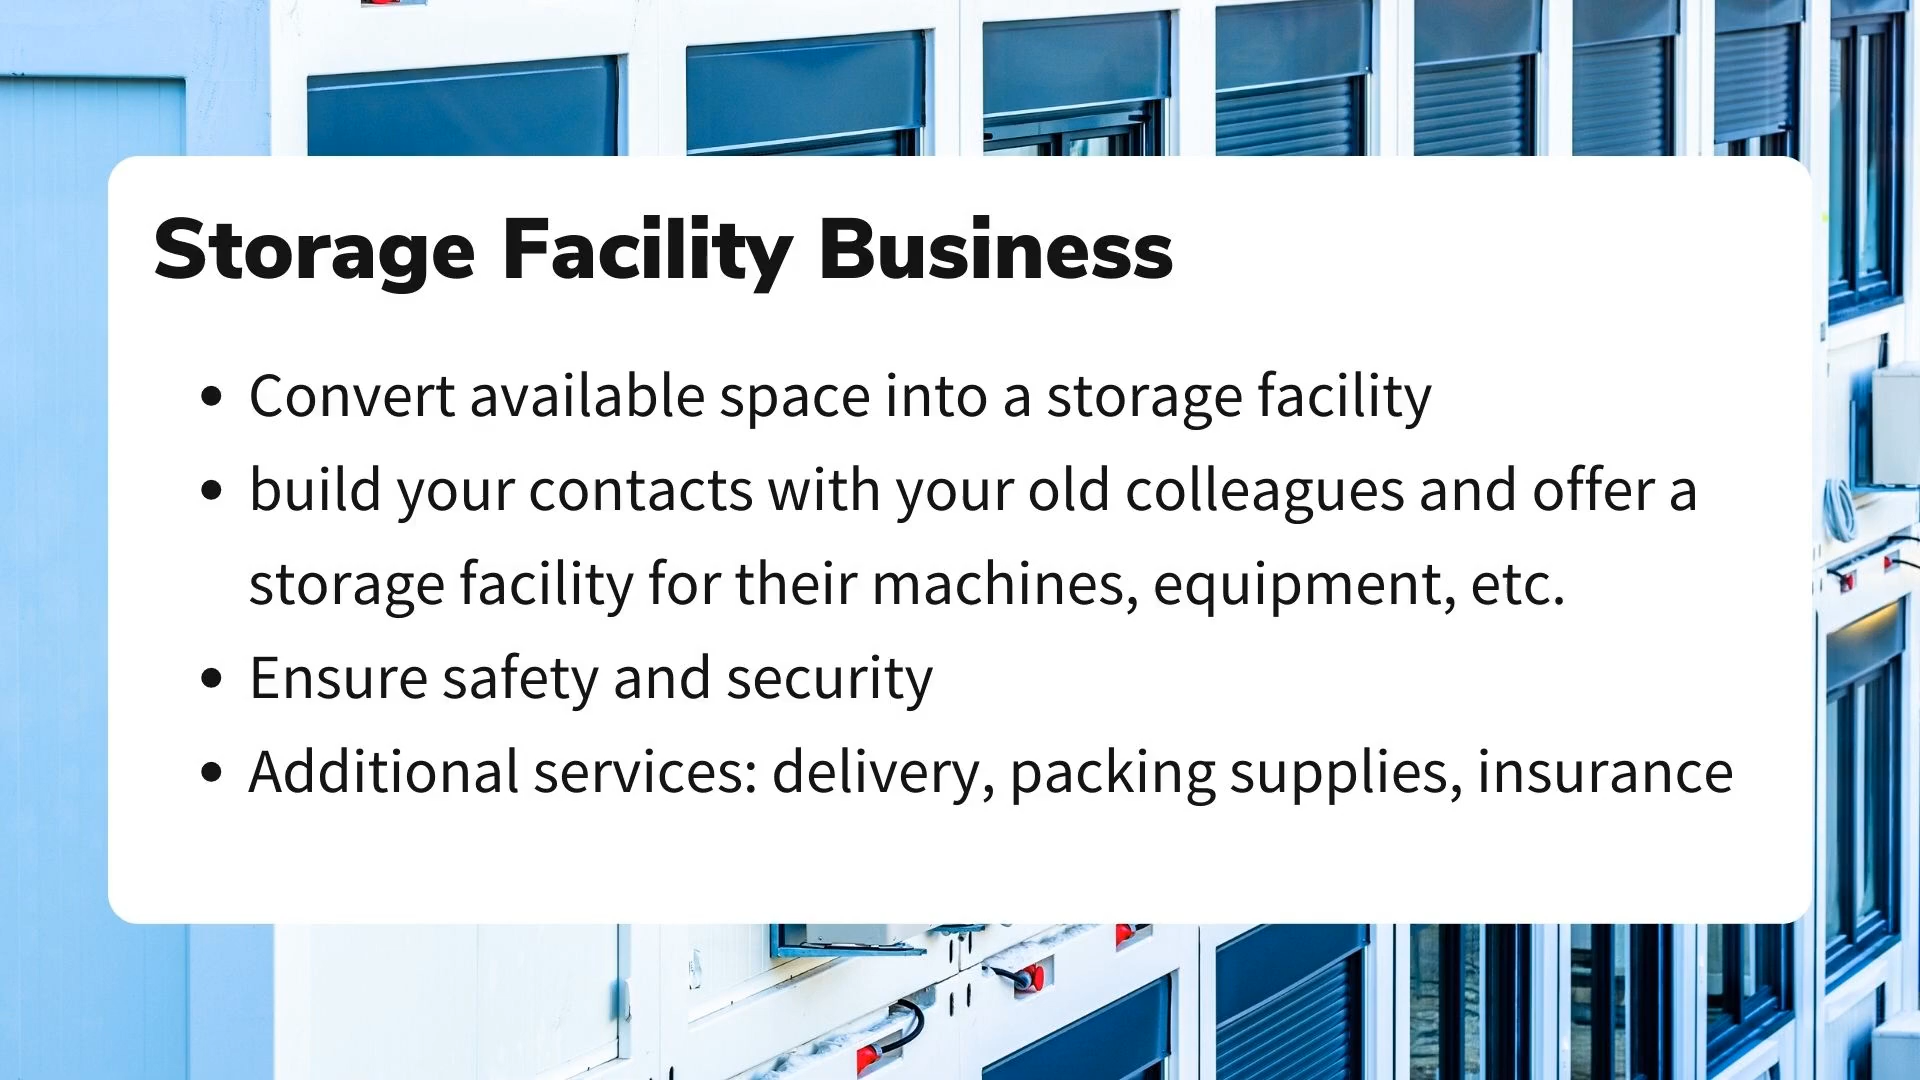 Storage Facility Business
• Convert available space into a storage facility
• build your contacts with your old colleagues and offer a
storage facility for their machines, equipment, etc.
• Ensure safety and security
• Additional services: delivery, packing supplies, insurance